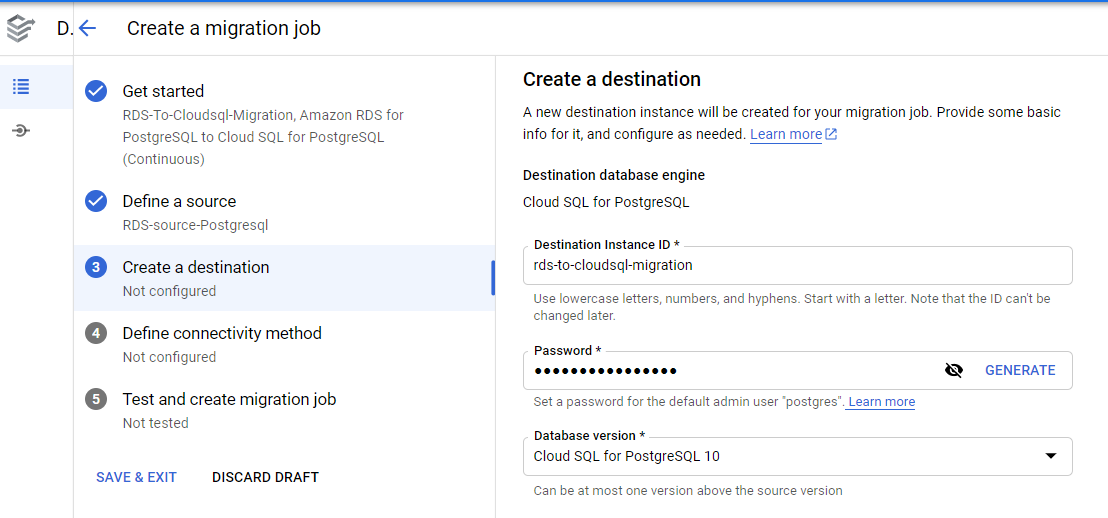 D.
Create a migration job
Get started
RDS-To-Cloudsql-Migration, Amazon RDS for
PostgreSQL to Cloud SQL for PostgreSQL
(Continuous)
Define a source
RDS-source-Postgresql
3
Create a destination
Not configured
4
Define connectivity method
Not configured
5
Test and create migration job
Not tested
SAVE & EXIT
DISCARD DRAFT
Create a destination
A new destination instance will be created for your migration job. Provide some basic
info for it, and configure as needed. Learn more
Destination database engine
Cloud SQL for PostgreSQL
Destination Instance ID *
rds-to-cloudsql-migration
Use lowercase letters, numbers, and hyphens. Start with a letter. Note that the ID can't be
changed later.
Password *
••••••••••••••••
GENERATE
Set a password for the default admin user "postgres". Learn more
Database version *
Cloud SQL for PostgreSQL 10
Can be at most one version above the source version